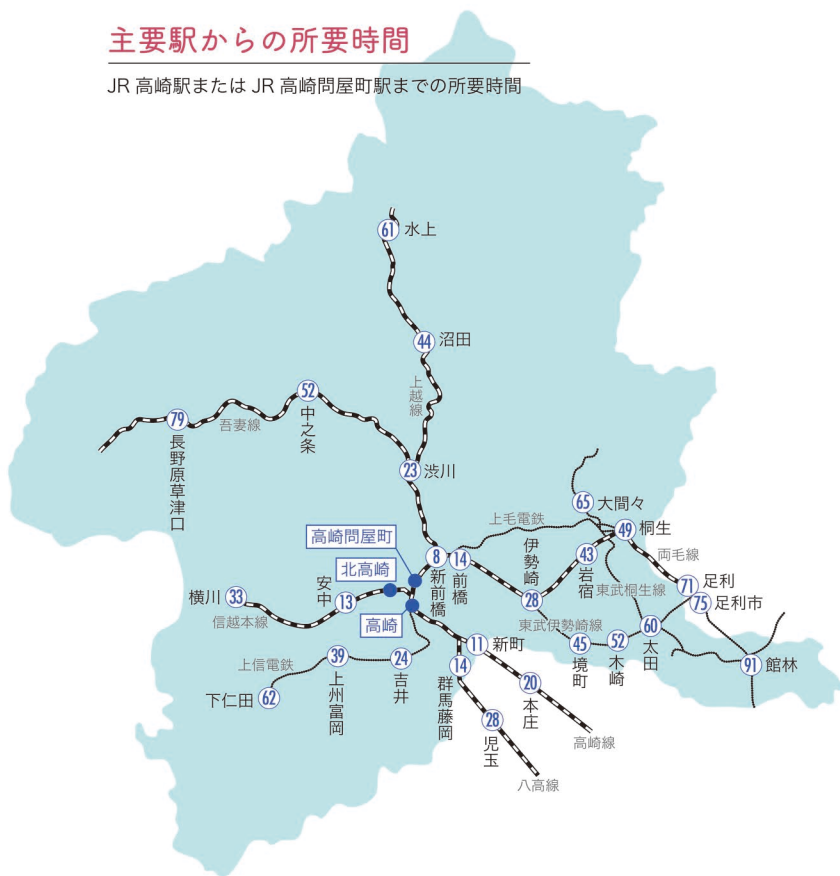 主要駅からの所要時間
JR 高崎駅または JR 高崎問屋町駅までの所要時間
61 水上
44 沼田
上越線
52
中之条
79
長野原草津口
吾妻線
23 渋川
65 大間々
上毛電鉄
49 桐生
高崎問屋町
伊勢崎
8
新前橋
14
前橋
43
岩宿
両毛線
北高崎
71 足利
東武桐生線
横川 33
安中
13
28
75 足利市
信越本線
高崎
東武伊勢崎線
60
太田
11 新町
45
境町
52
木崎
上信電鉄
39
上州富岡
24
吉井
14
群馬藤岡
91 館林
下仁田 62
20
本庄
28
児玉
高崎線
八高線